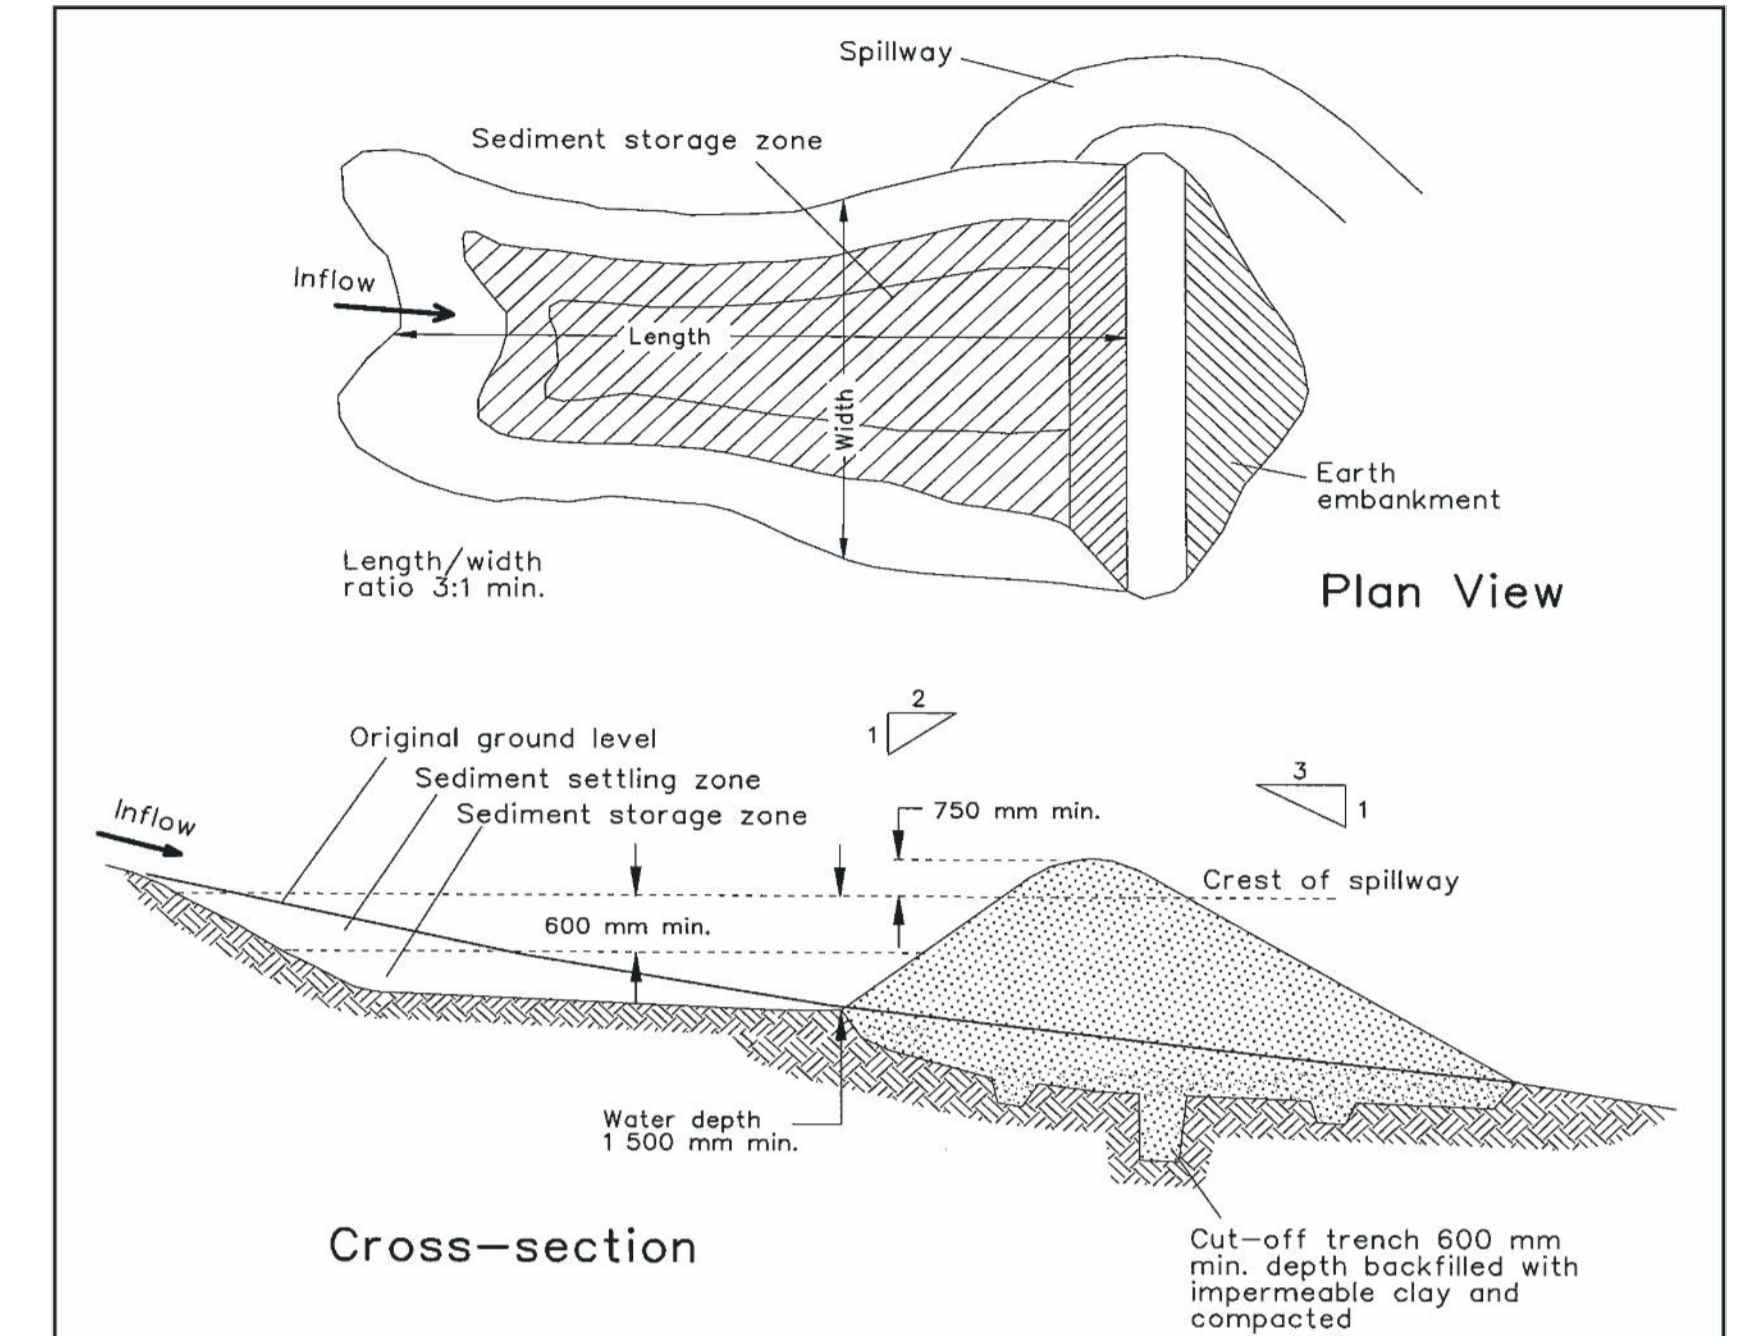 Spillway
Sediment storage zone
Inflow
Length
Width
Earth
embankment
Length/width
ratio 3:1 min.
Plan View
2
1
Original ground level
Sediment settling zone
3
1
Inflow
Sediment storage zone
750 mm min.
Crest of spillway
600 mm min.
Water depth
1 500 mm min.
Cross-section
Cut-off trench 600 mm
min. depth backfilled with
impermeable clay and
compacted